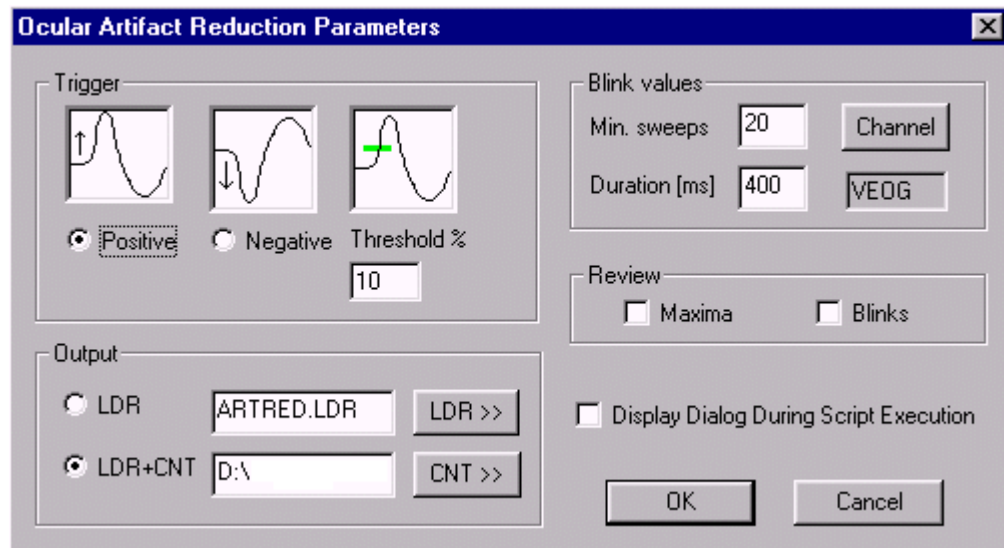 Ocular Artifact Reduction Parameters
Trigger
Positive
Negative
Threshold %
10
Blink values
Min. sweeps
20
Channel
Duration [ms]
400
VEOG
Review
Maxima
Blinks
Output
LDR
ARTRED.LDR
LDR >>
LDR+CNT
D:\
CNT >>
Display Dialog During Script Execution
OK
Cancel